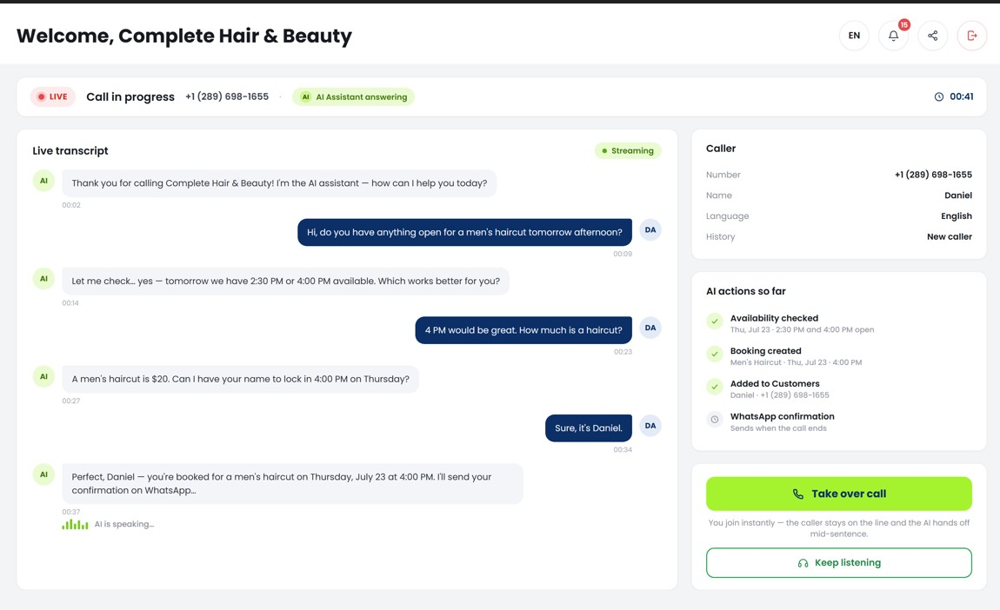 Welcome, Complete Hair & Beauty
EN
15
LIVE
Call in progress
+1 (289) 698-1655
·
AI
AI Assistant answering
00:41
Live transcript
Streaming
AI
Thank you for calling Complete Hair & Beauty! I'm the AI assistant — how can I help you today?
00:02
Hi, do you have anything open for a men's haircut tomorrow afternoon?
DA
00:09
AI
Let me check... yes — tomorrow we have 2:30 PM or 4:00 PM available. Which works better for you?
00:14
4 PM would be great. How much is a haircut?
DA
00:23
AI
A men's haircut is $20. Can I have your name to lock in 4:00 PM on Thursday?
00:27
Sure, it's Daniel.
DA
00:34
AI
Perfect, Daniel — you're booked for a men's haircut on Thursday, July 23 at 4:00 PM. I'll send your
confirmation on WhatsApp...
00:37
AI is speaking...
Caller
Number +1 (289) 698-1655
Name Daniel
Language English
History New caller
AI actions so far
Availability checked
Thu, Jul 23 · 2:30 PM and 4:00 PM open
Booking created
Men's Haircut · Thu, Jul 23 · 4:00 PM
Added to Customers
Daniel · +1 (289) 698-1655
WhatsApp confirmation
Sends when the call ends
Take over call
You join instantly — the caller stays on the line and the AI hands off
mid-sentence.
Keep listening